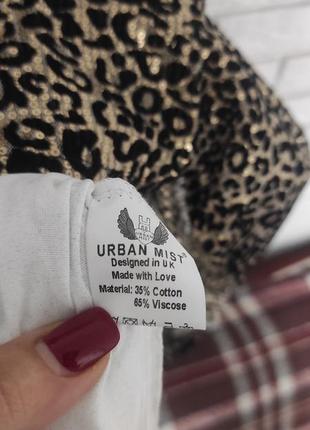 URBAN MIST
Designed in UK
Made with Love
Material: 35% Cotton
65% Viscose